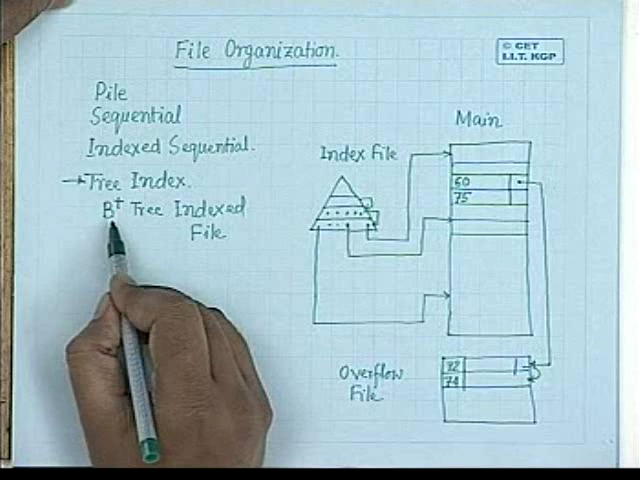 File Organization.
© CET
I.I.T. KGP
Pile
Sequential
Indexed Sequential.
Tree Index.
B+ Tree Indexed
File
Index File
Main
60
75
Overflow
File
72
74